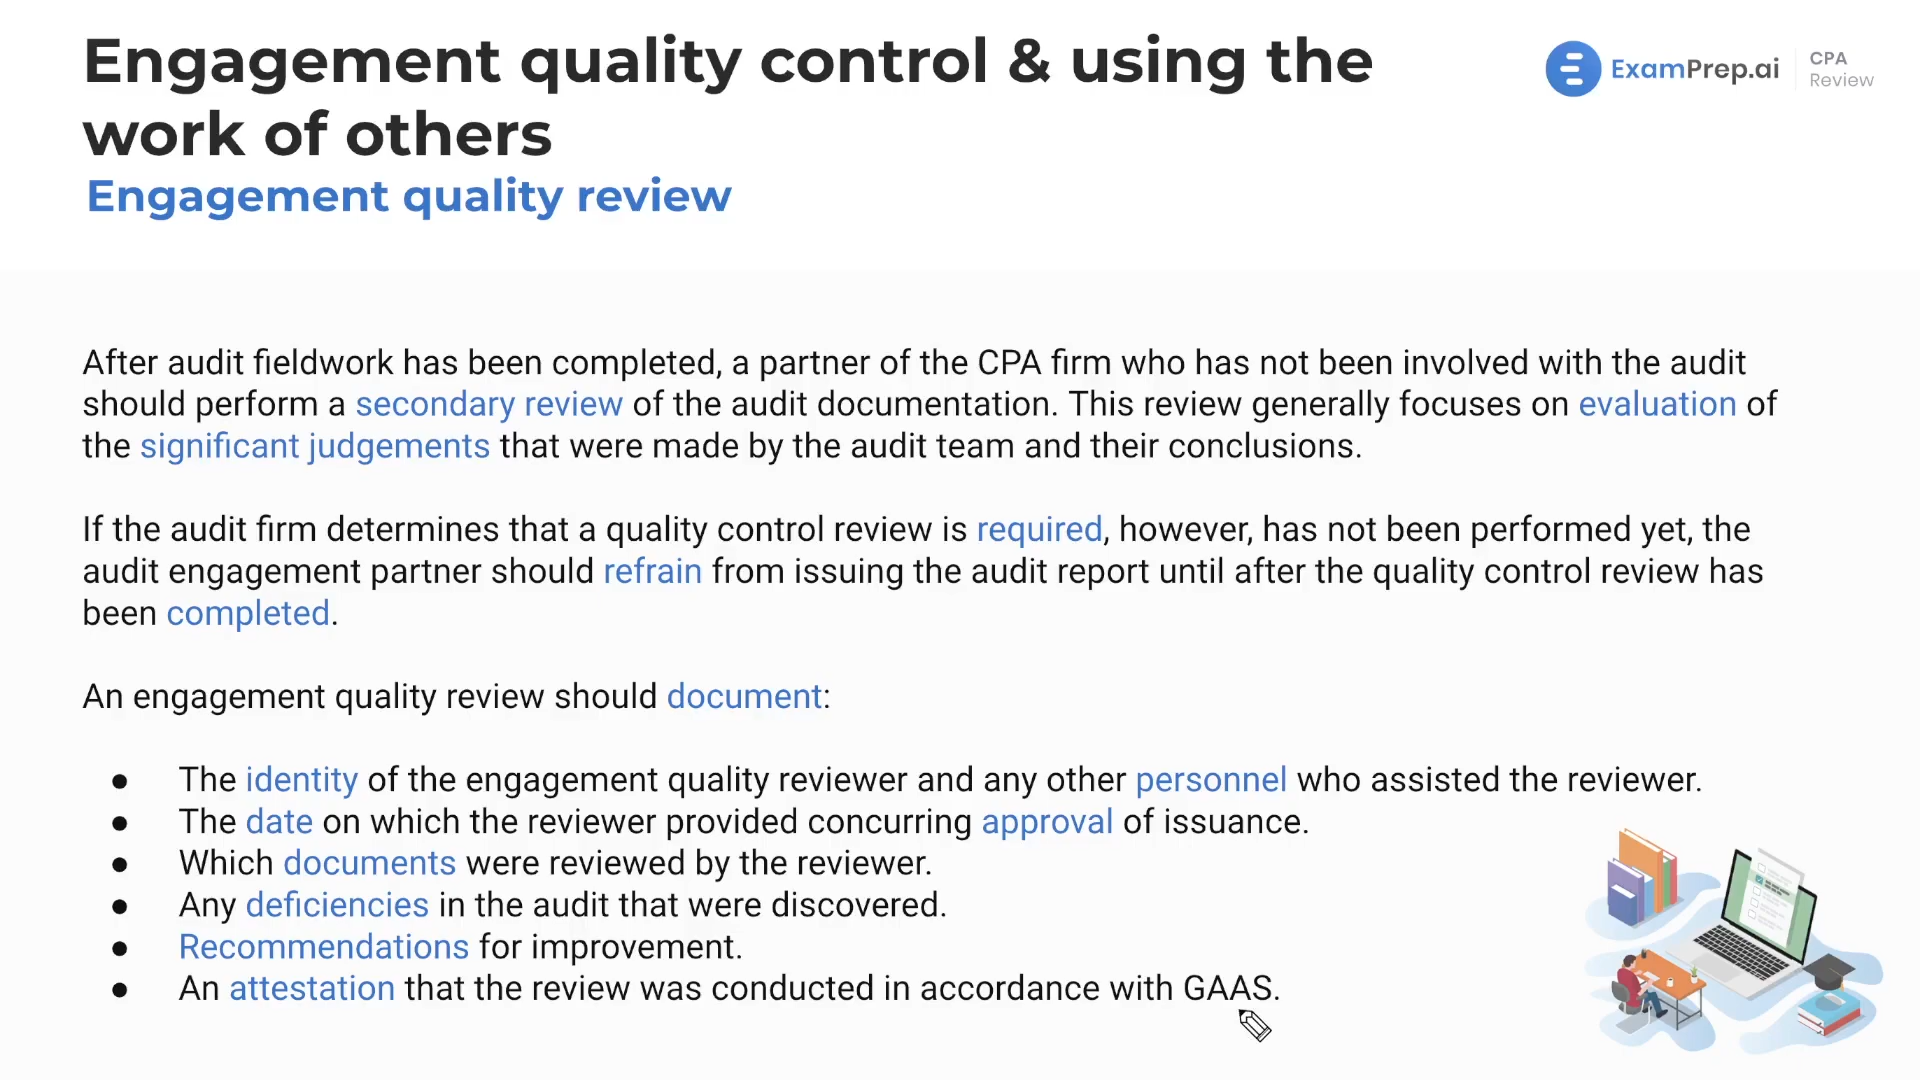 Engagement quality control & using the
work of others
Engagement quality review
ExamPrep.ai
CPA
Review
After audit fieldwork has been completed, a partner of the CPA firm who has not been involved with the audit
should perform a secondary review of the audit documentation. This review generally focuses on evaluation of
the significant judgements that were made by the audit team and their conclusions.
If the audit firm determines that a quality control review is required, however, has not been performed yet, the
audit engagement partner should refrain from issuing the audit report until after the quality control review has
been completed.
An engagement quality review should document:
● The identity of the engagement quality reviewer and any other personnel who assisted the reviewer.
● The date on which the reviewer provided concurring approval of issuance.
● Which documents were reviewed by the reviewer.
● Any deficiencies in the audit that were discovered.
● Recommendations for improvement.
● An attestation that the review was conducted in accordance with GAAS.